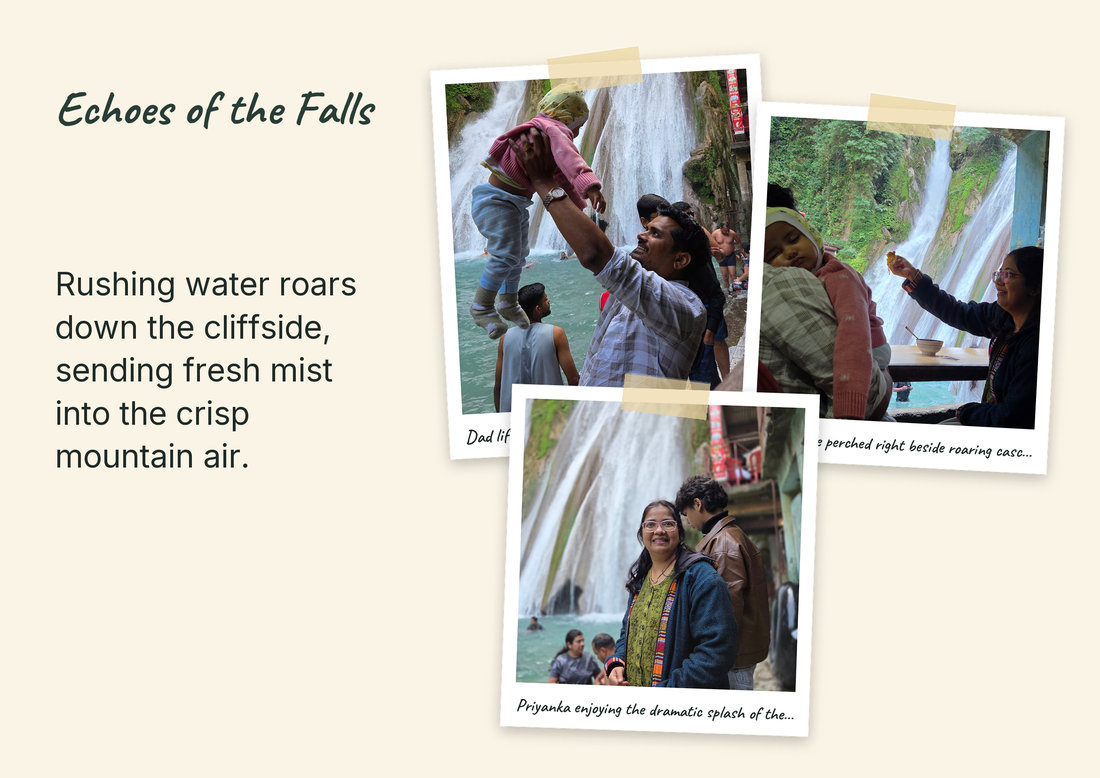 Echoes of the Falls
Rushing water roars
down the cliffside,
sending fresh mist
into the crisp
mountain air.
Dad
perched right beside roaring casc...
Priyanka enjoying the dramatic splash of the...